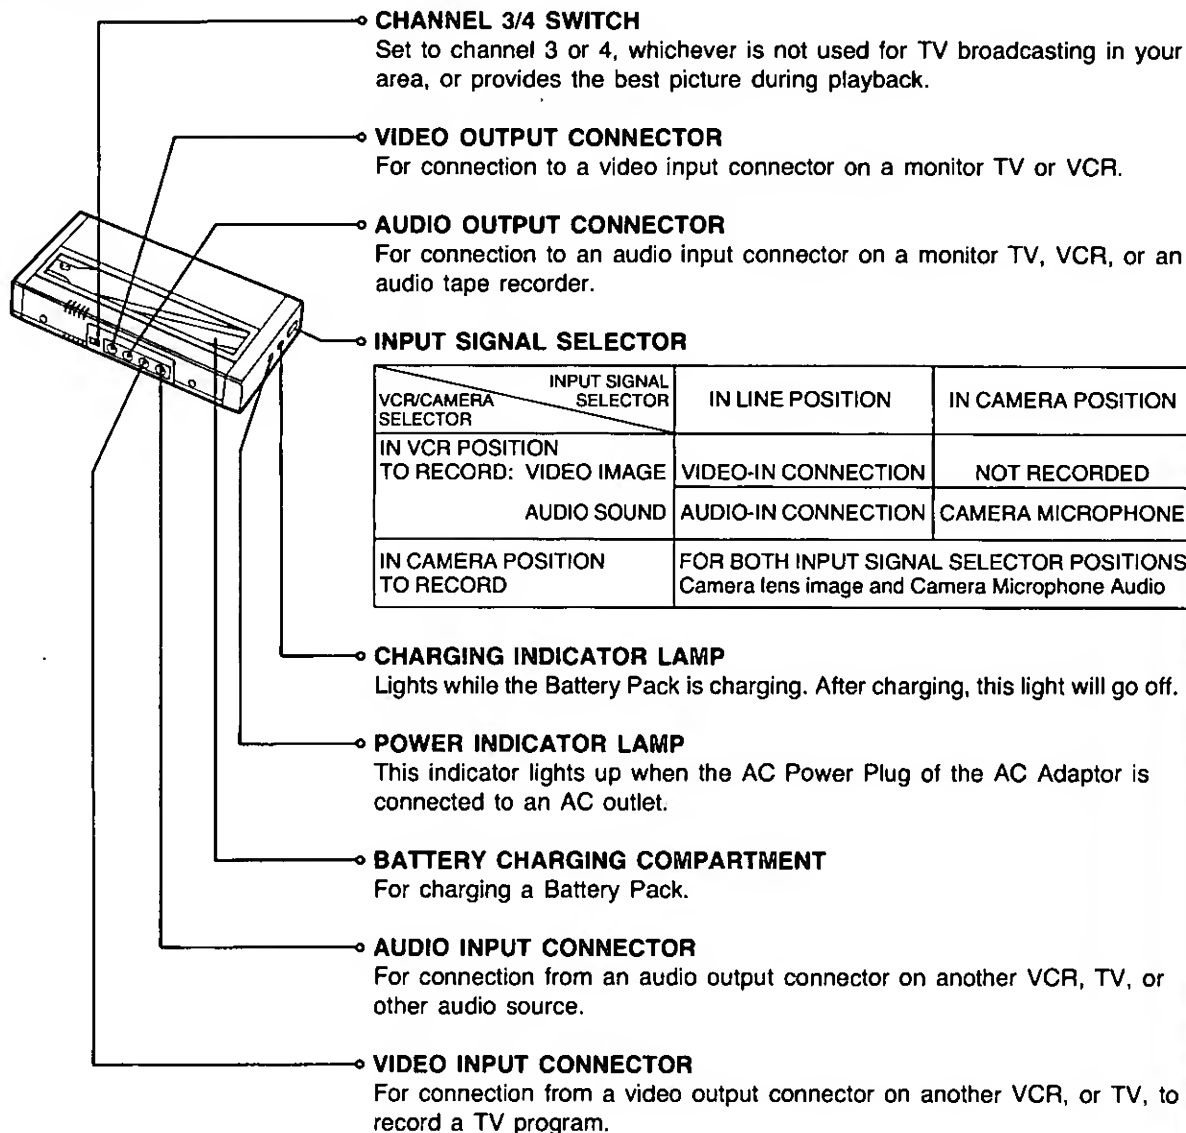 CHANNEL 3/4 SWITCH
Set to channel 3 or 4, whichever is not used for TV broadcasting in your
area, or provides the best picture during playback.
VIDEO OUTPUT CONNECTOR
For connection to a video input connector on a monitor TV or VCR.
AUDIO OUTPUT CONNECTOR
For connection to an audio input connector on a monitor TV, VCR, or an
audio tape recorder.
INPUT SIGNAL SELECTOR
INPUT SIGNAL
SELECTOR
VCR/CAMERA
SELECTOR
IN LINE POSITION
IN CAMERA POSITION
IN VCR POSITION
TO RECORD: VIDEO IMAGE
VIDEO-IN CONNECTION
NOT RECORDED
AUDIO SOUND
AUDIO-IN CONNECTION
CAMERA MICROPHONE
IN CAMERA POSITION
TO RECORD
FOR BOTH INPUT SIGNAL SELECTOR POSITIONS
Camera lens image and Camera Microphone Audio
CHARGING INDICATOR LAMP
Lights while the Battery Pack is charging. After charging, this light will go off.
POWER INDICATOR LAMP
This indicator lights up when the AC Power Plug of the AC Adaptor is
connected to an AC outlet.
BATTERY CHARGING COMPARTMENT
For charging a Battery Pack.
AUDIO INPUT CONNECTOR
For connection from an audio output connector on another VCR, TV, or
other audio source.
VIDEO INPUT CONNECTOR
For connection from a video output connector on another VCR, or TV, to
record a TV program.